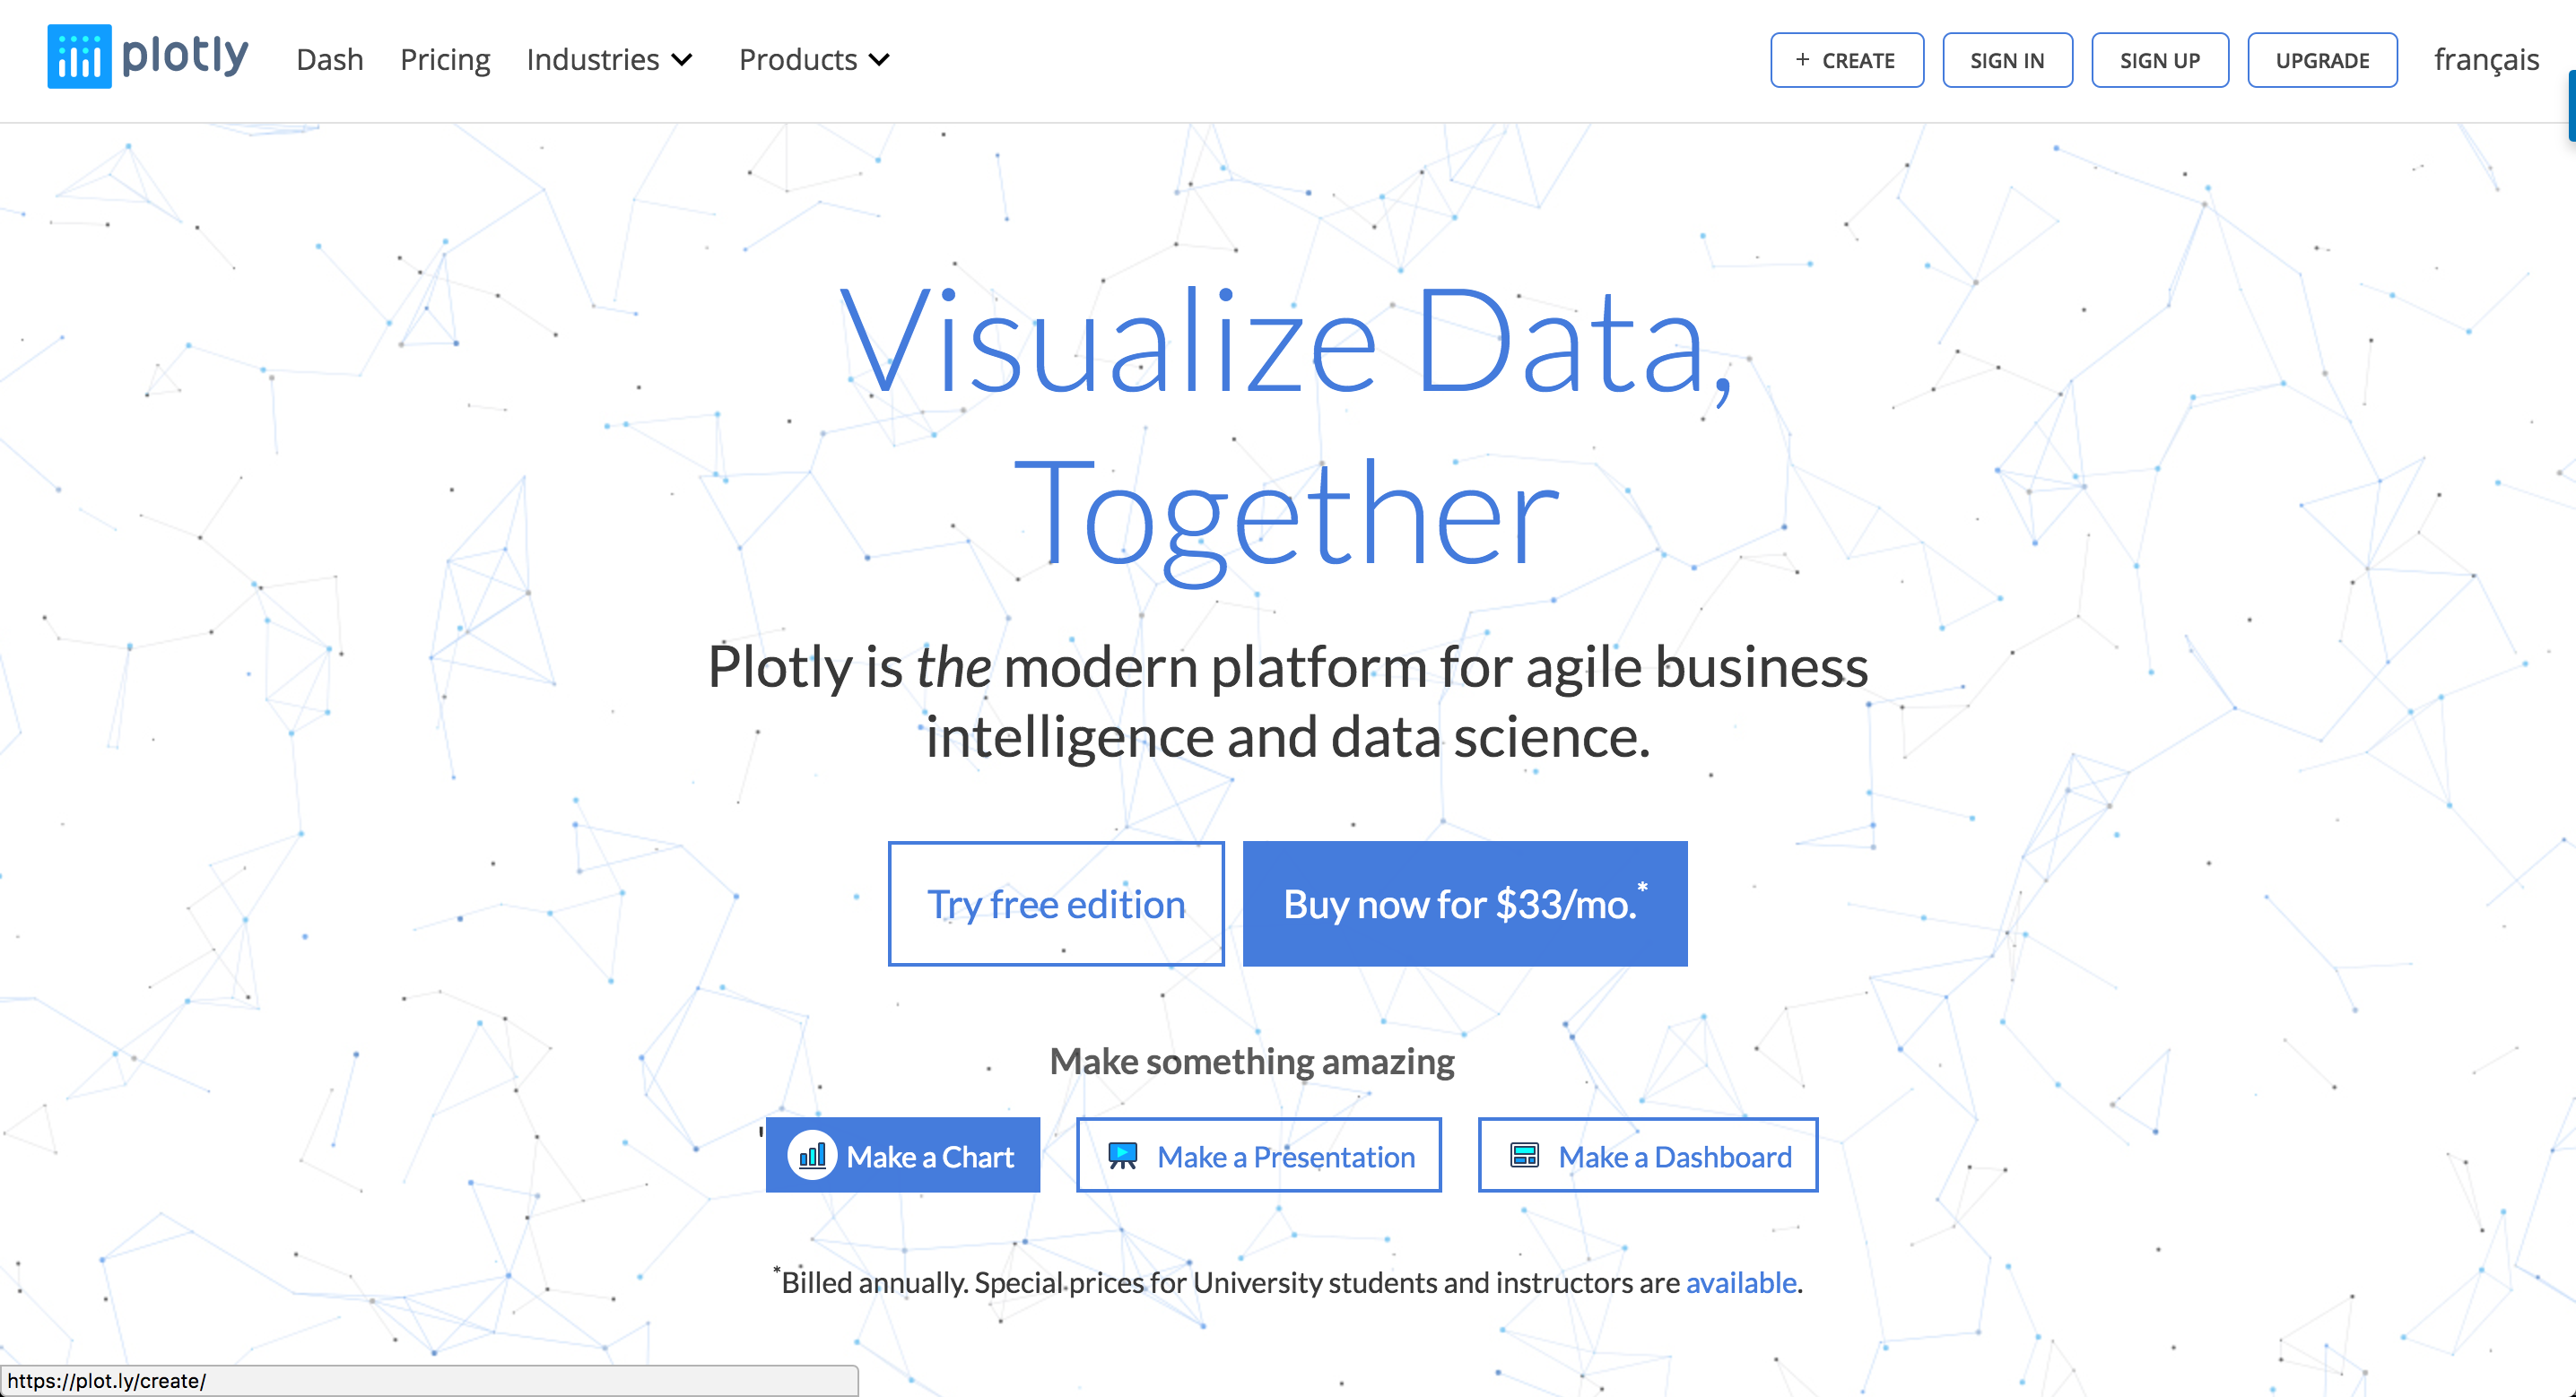 plotly Dash Pricing Industries Products + CREATE SIGN IN SIGN UP UPGRADE français
Visualize Data,
Together
Plotly is the modern platform for agile business
intelligence and data science.
Try free edition Buy now for $33/mo.*
Make something amazing
' Make a Chart Make a Presentation Make a Dashboard
*Billed annually. Special prices for University students and instructors are available.
https://plot.ly/create/